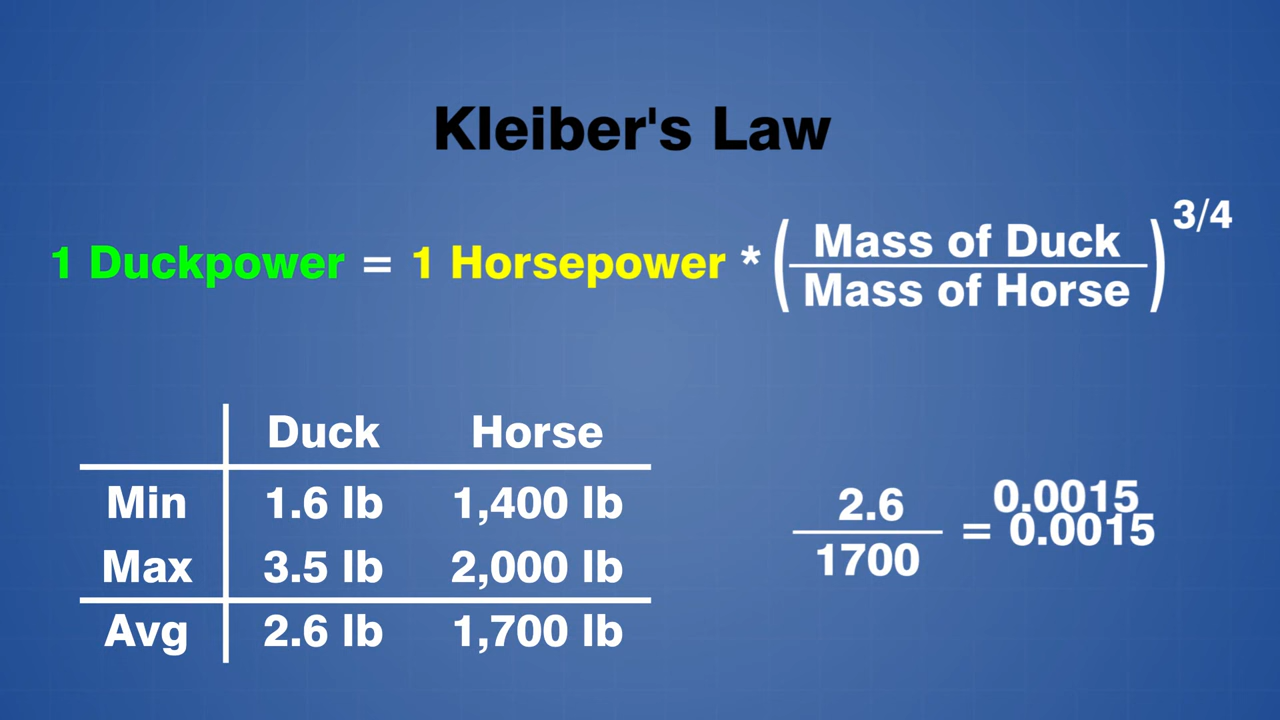 Kleiber's Law
1 Duckpower = 1 Horsepower * (Mass of Duck / Mass of Horse)^3/4
Duck Horse
Min 1.6 lb 1,400 lb
Max 3.5 lb 2,000 lb
Avg 2.6 lb 1,700 lb
2.6
1700
= 0.0015
0.0015